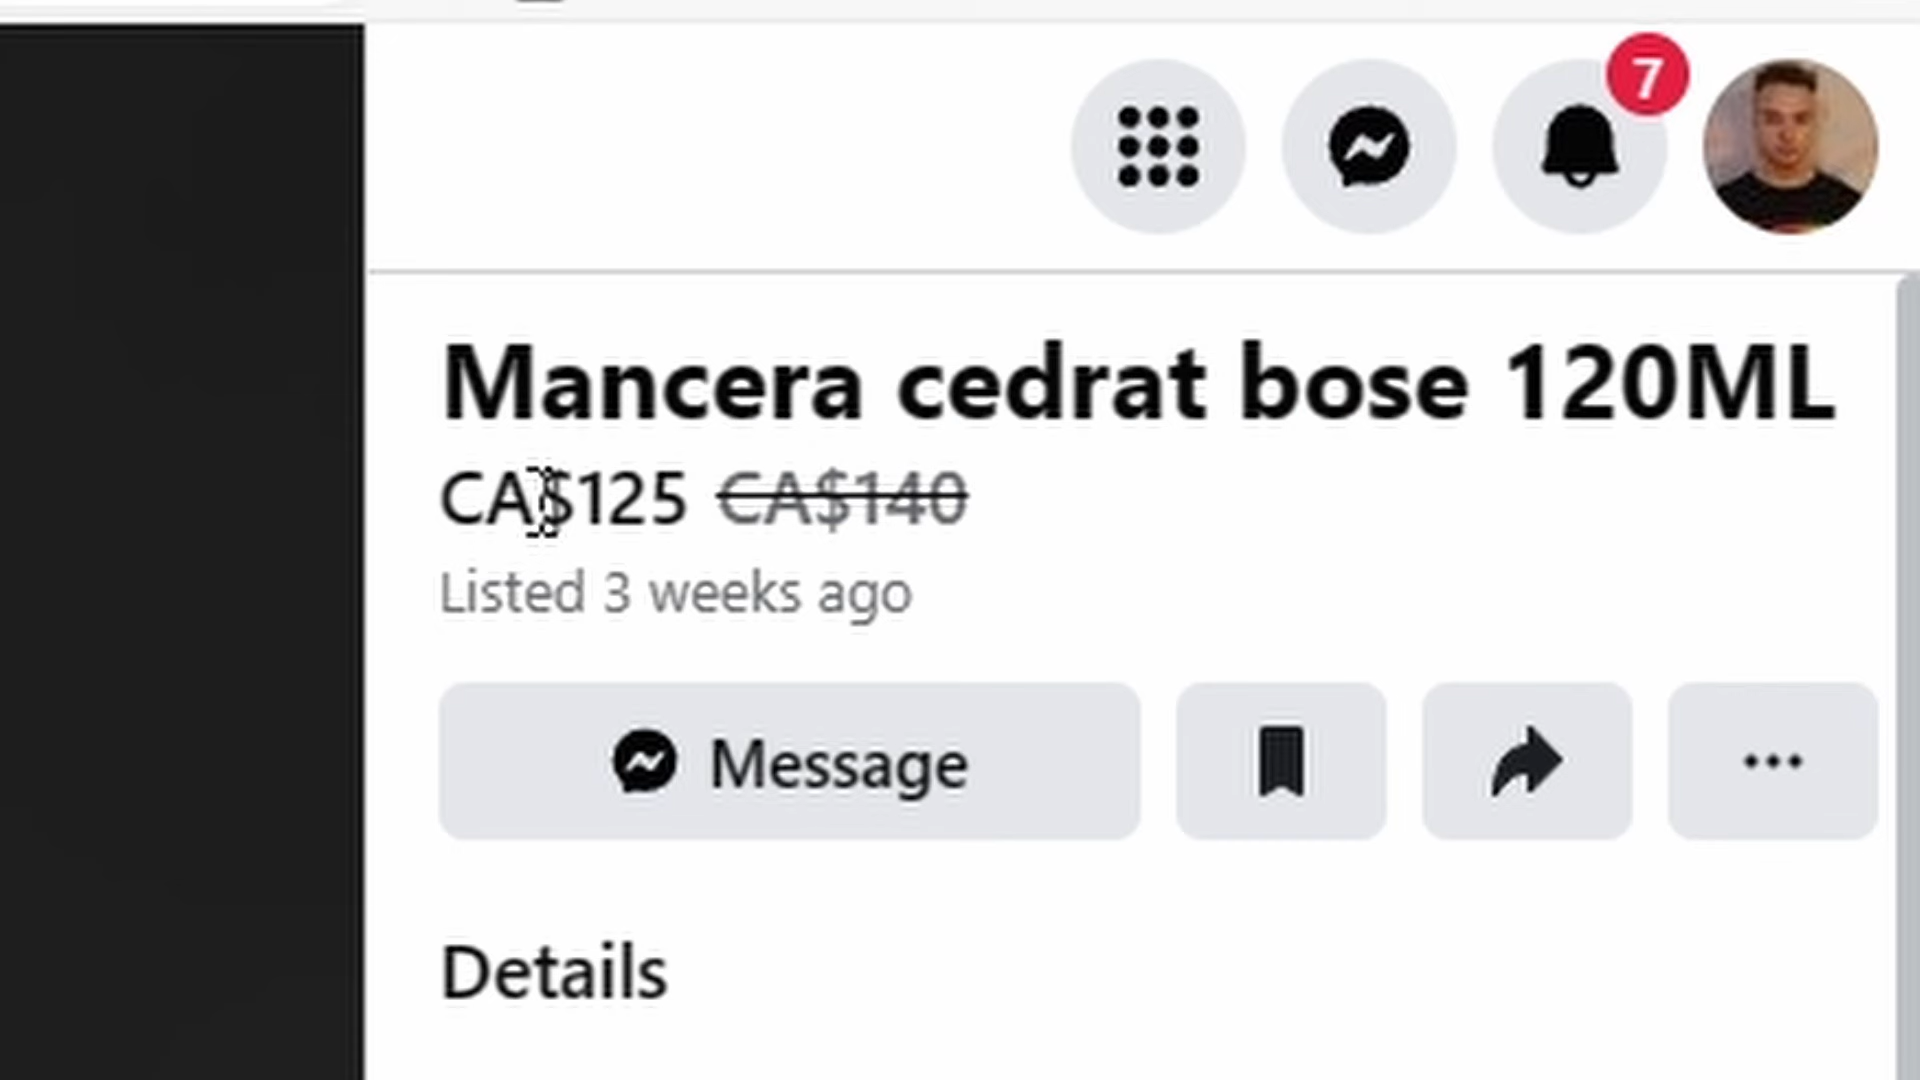 7
Mancera cedrat bose 120ML
CA$125 CA$140
Listed 3 weeks ago
Message
Details